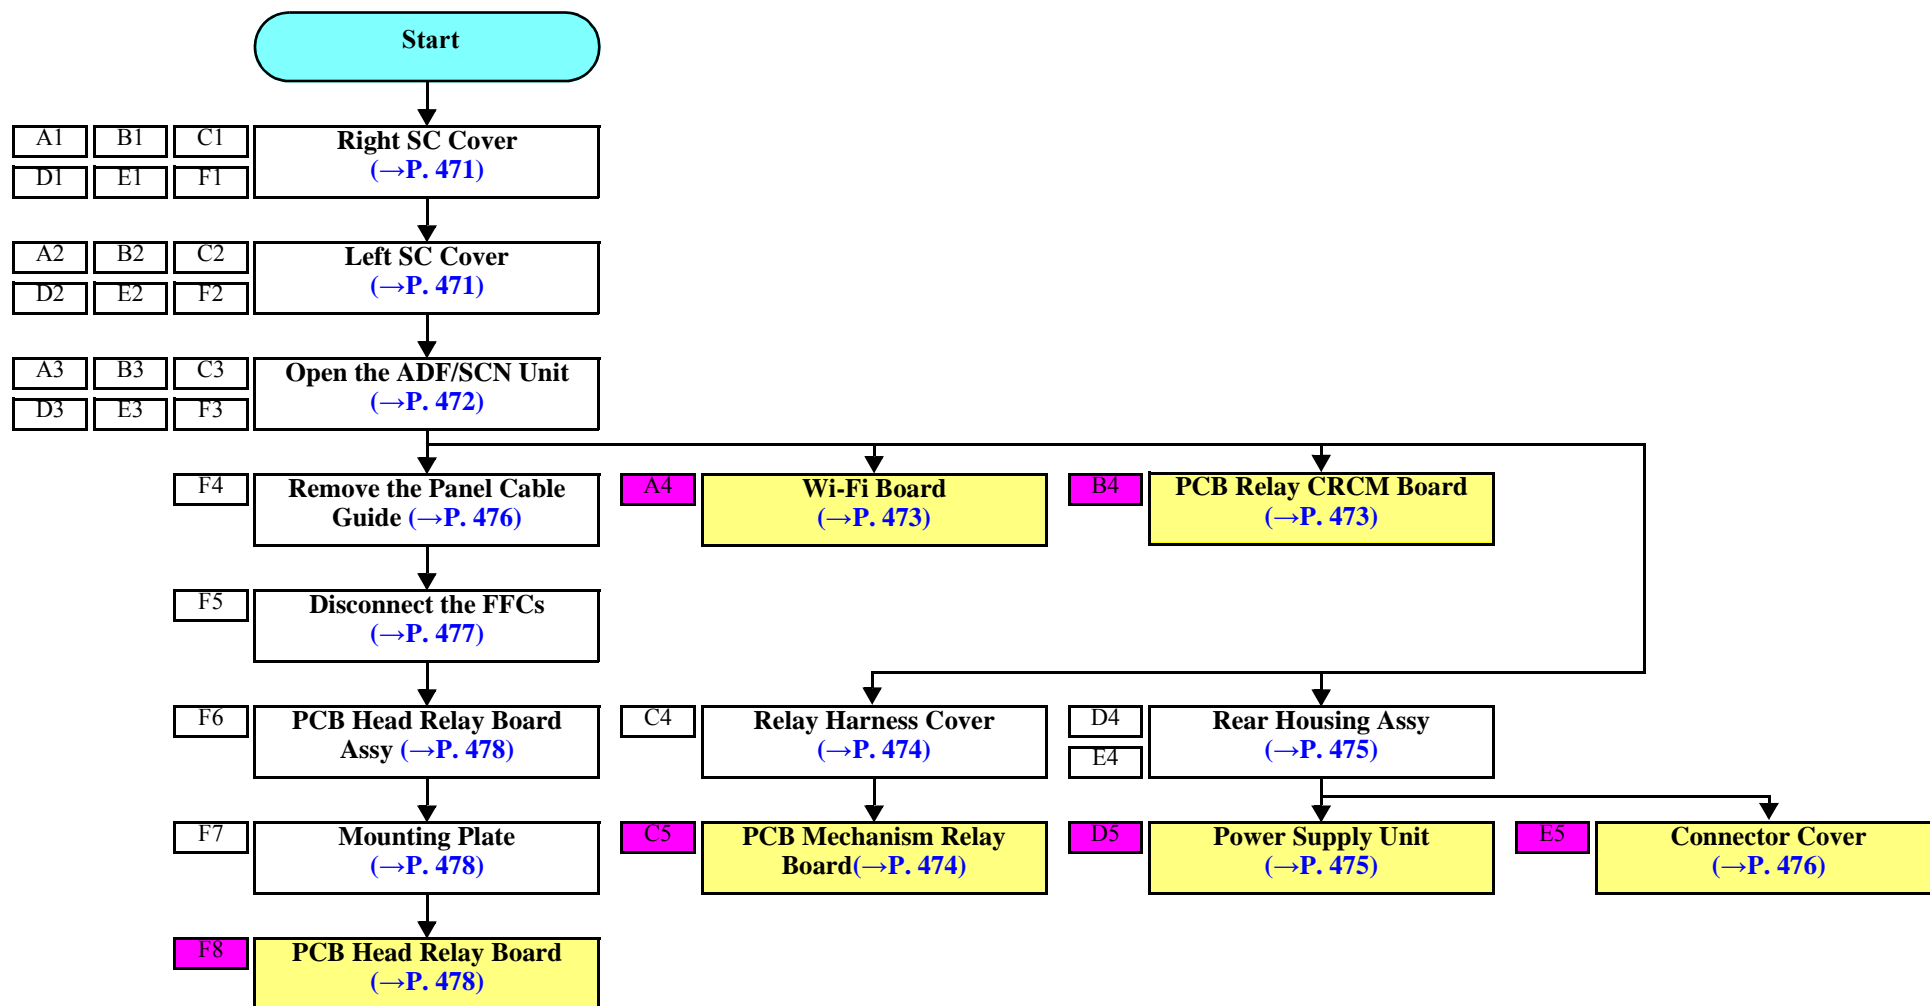 Start
A1 B1 C1
D1 E1 F1
Right SC Cover
(→P. 471)
A2 B2 C2
D2 E2 F2
Left SC Cover
(→P. 471)
A3 B3 C3
D3 E3 F3
Open the ADF/SCN Unit
(→P. 472)
F4
Remove the Panel Cable
Guide (→P. 476)
A4
Wi-Fi Board
(→P. 473)
B4
PCB Relay CRCM Board
(→P. 473)
F5
Disconnect the FFCs
(→P. 477)
F6
PCB Head Relay Board
Assy (→P. 478)
C4
Relay Harness Cover
(→P. 474)
D4
E4
Rear Housing Assy
(→P. 475)
F7
Mounting Plate
(→P. 478)
C5
PCB Mechanism Relay
Board(→P. 474)
D5
Power Supply Unit
(→P. 475)
E5
Connector Cover
(→P. 476)
F8
PCB Head Relay Board
(→P. 478)